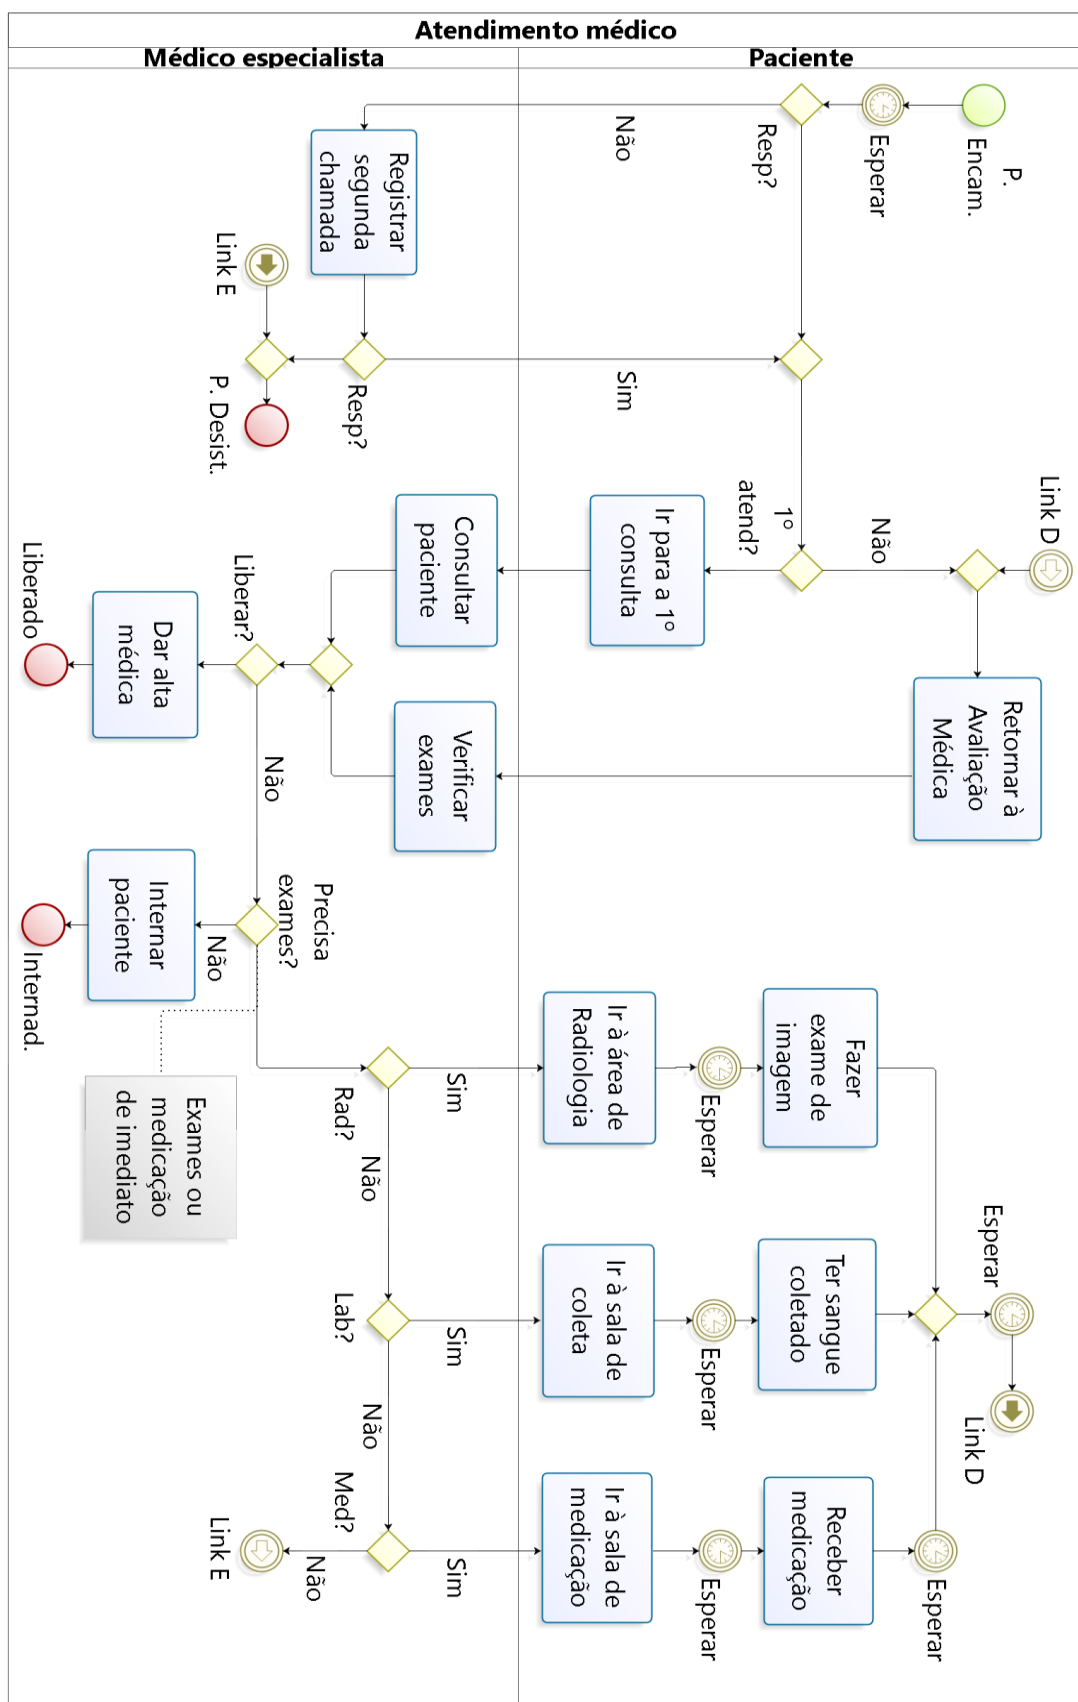 Atendimento médico
Médico especialista
Paciente
P.
Encam.
Esperar
Resp?
Não
Registrar
segunda
chamada
Link E
Resp?
P. Desist.
Sim
Link D
Não
1º
atend?
Ir para a 1º
consulta
Consultar
paciente
Retornar à
Avaliação
Médica
Verificar
exames
Liberar?
Dar alta
médica
Liberado
Não
Precisa
exames?
Não
Internar
paciente
Internad.
Exames ou
medicação
de imediato
Rad?
Sim
Ir à área de
Radiologia
Esperar
Fazer
exame de
imagem
Não
Lab?
Sim
Ir à sala de
coleta
Esperar
Ter sangue
coletado
Esperar
Link D
Não
Med?
Sim
Ir à sala de
medicação
Esperar
Receber
medicação
Esperar
Não
Link E